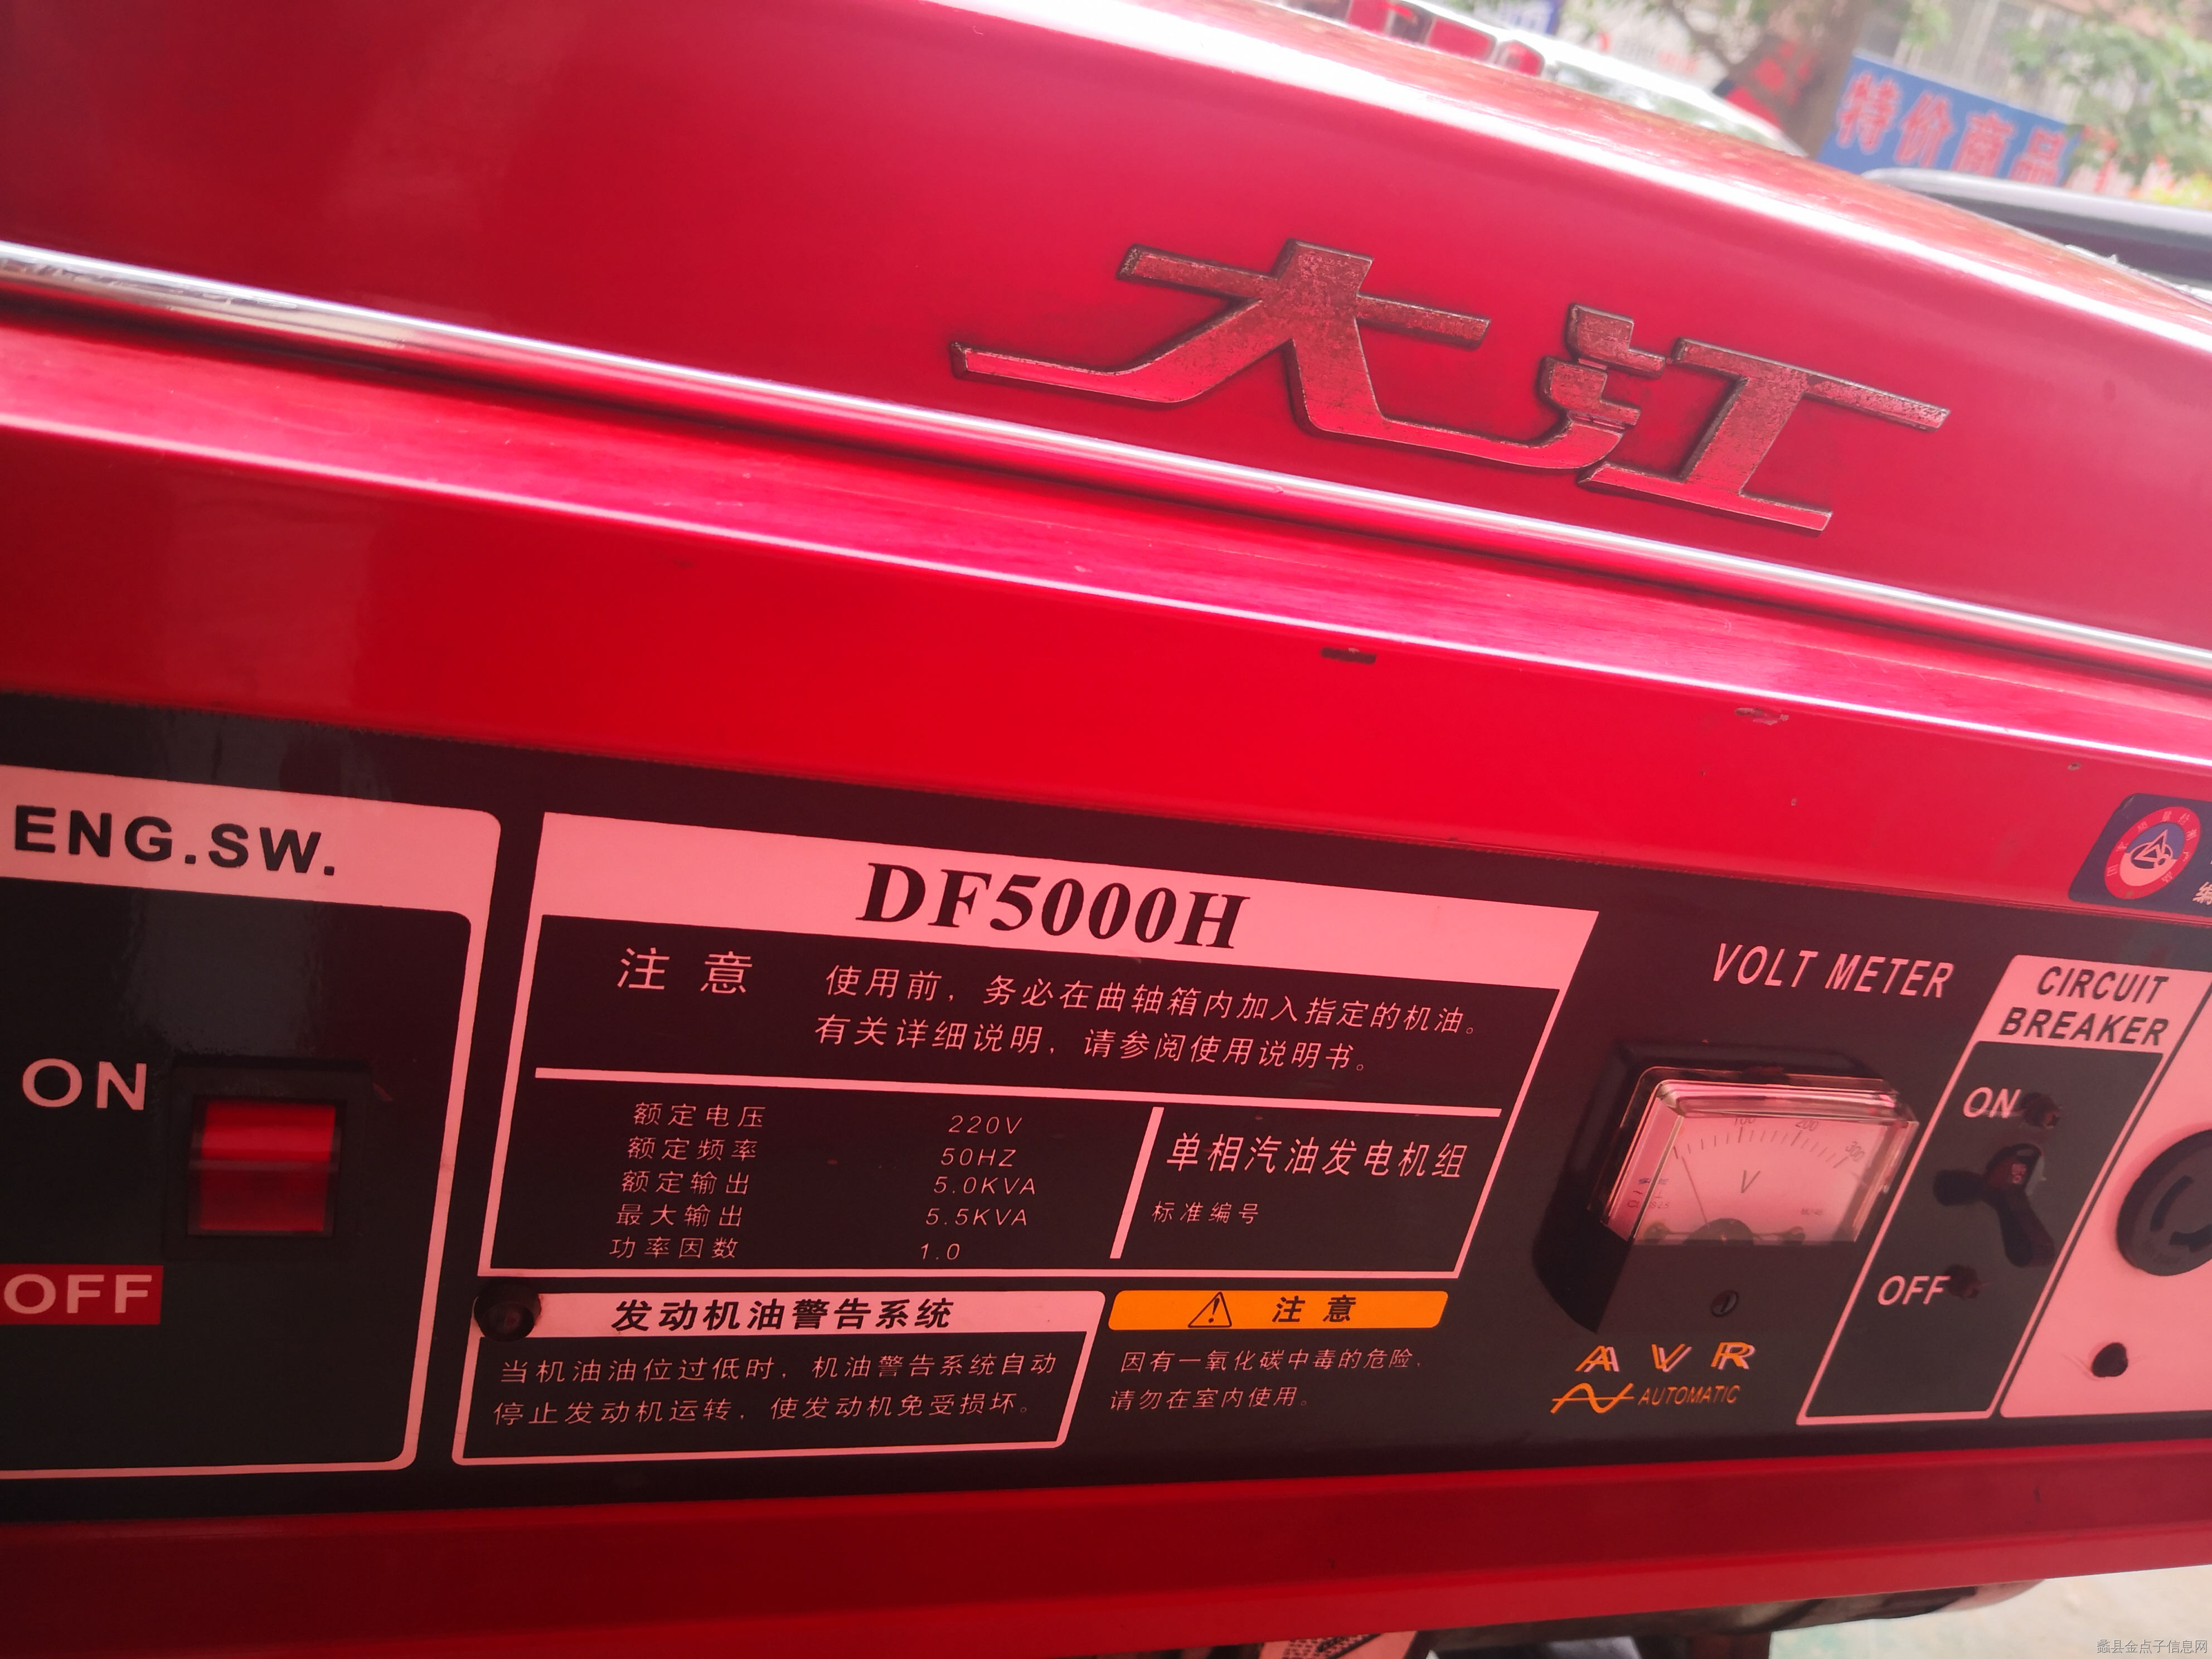 特价商品
大江
ENG.SW.
ON
OFF
DF5000H
注意 使用前，务必在曲轴箱内加入指定的机油。
有关详细说明，请参阅使用说明书。
额定电压 220V
额定频率 50HZ
额定输出 5.0KVA
最大输出 5.5KVA
功率因数 1.0
单相汽油发电机组
标准编号
发动机油警告系统
当机油油位过低时，机油警告系统自动
停止发动机运转，使发动机免受损坏。
注意
因有一氧化碳中毒的危险，
请勿在室内使用。
VOLT METER
100 200 300
V
AVR
AUTOMATIC
CIRCUIT
BREAKER
ON
OFF
编
蠡县金点子信息网